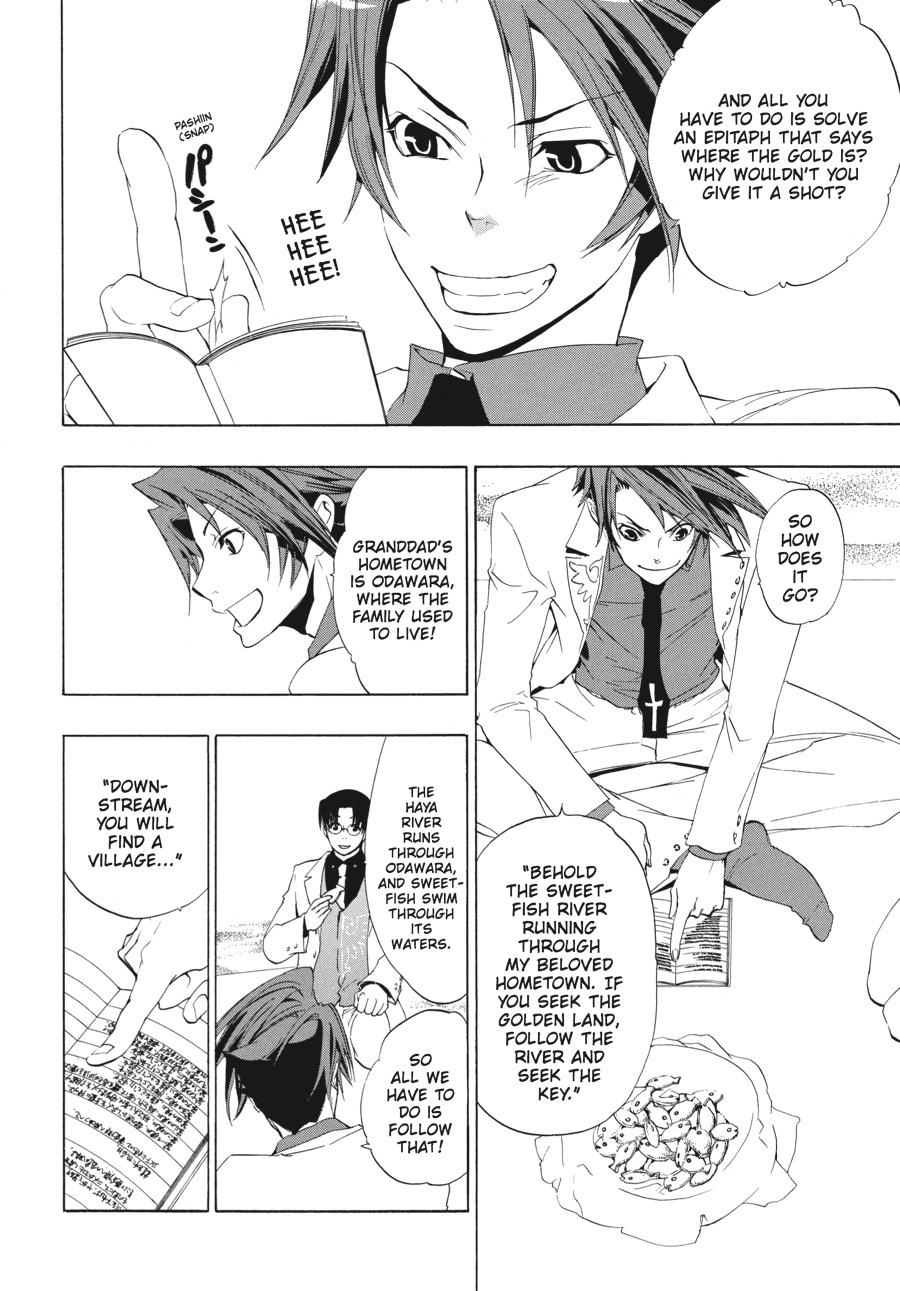 AND ALL YOU
HAVE TO DO IS SOLVE
AN EPITAPH THAT SAYS
WHERE THE GOLD IS?
WHY WOULDN'T YOU
GIVE IT A SHOT?
HEE
HEE
HEE!
PASHIIN
(SNAP)
パシーン
SO
HOW
DOES
IT
GO?
"BEHOLD
THE SWEET-
FISH RIVER
RUNNING
THROUGH
MY BELOVED
HOMETOWN. IF
YOU SEEK THE
GOLDEN LAND,
FOLLOW THE
RIVER AND
SEEK THE
KEY."
GRANDDAD'S
HOMETOWN
IS ODAWARA,
WHERE THE
FAMILY USED
TO LIVE!
THE
HAYA
RIVER
RUNS
THROUGH
ODAWARA,
AND SWEET-
FISH SWIM
THROUGH
ITS
WATERS.
SO
ALL WE
HAVE TO
DO IS
FOLLOW
THAT!
"DOWN-
STREAM,
YOU WILL
FIND A
VILLAGE..."